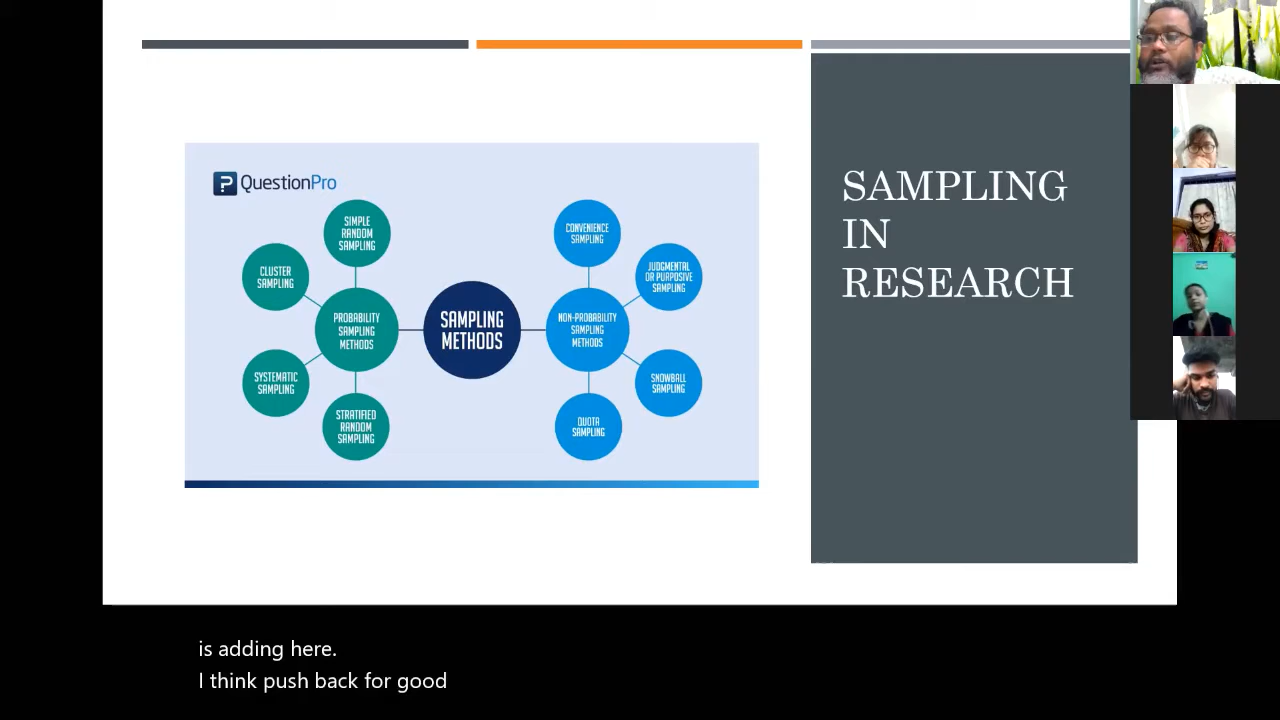 QuestionPro
SIMPLE
RANDOM
SAMPLING
CLUSTER
SAMPLING
PROBABILITY
SAMPLING
METHODS
SYSTEMATIC
SAMPLING
STRATIFIED
RANDOM
SAMPLING
SAMPLING
METHODS
CONVENIENCE
SAMPLING
JUDGMENTAL
OR PURPOSIVE
SAMPLING
NON-PROBABILITY
SAMPLING
METHODS
SNOWBALL
SAMPLING
QUOTA
SAMPLING
SAMPLING
IN
RESEARCH
is adding here.
I think push back for good